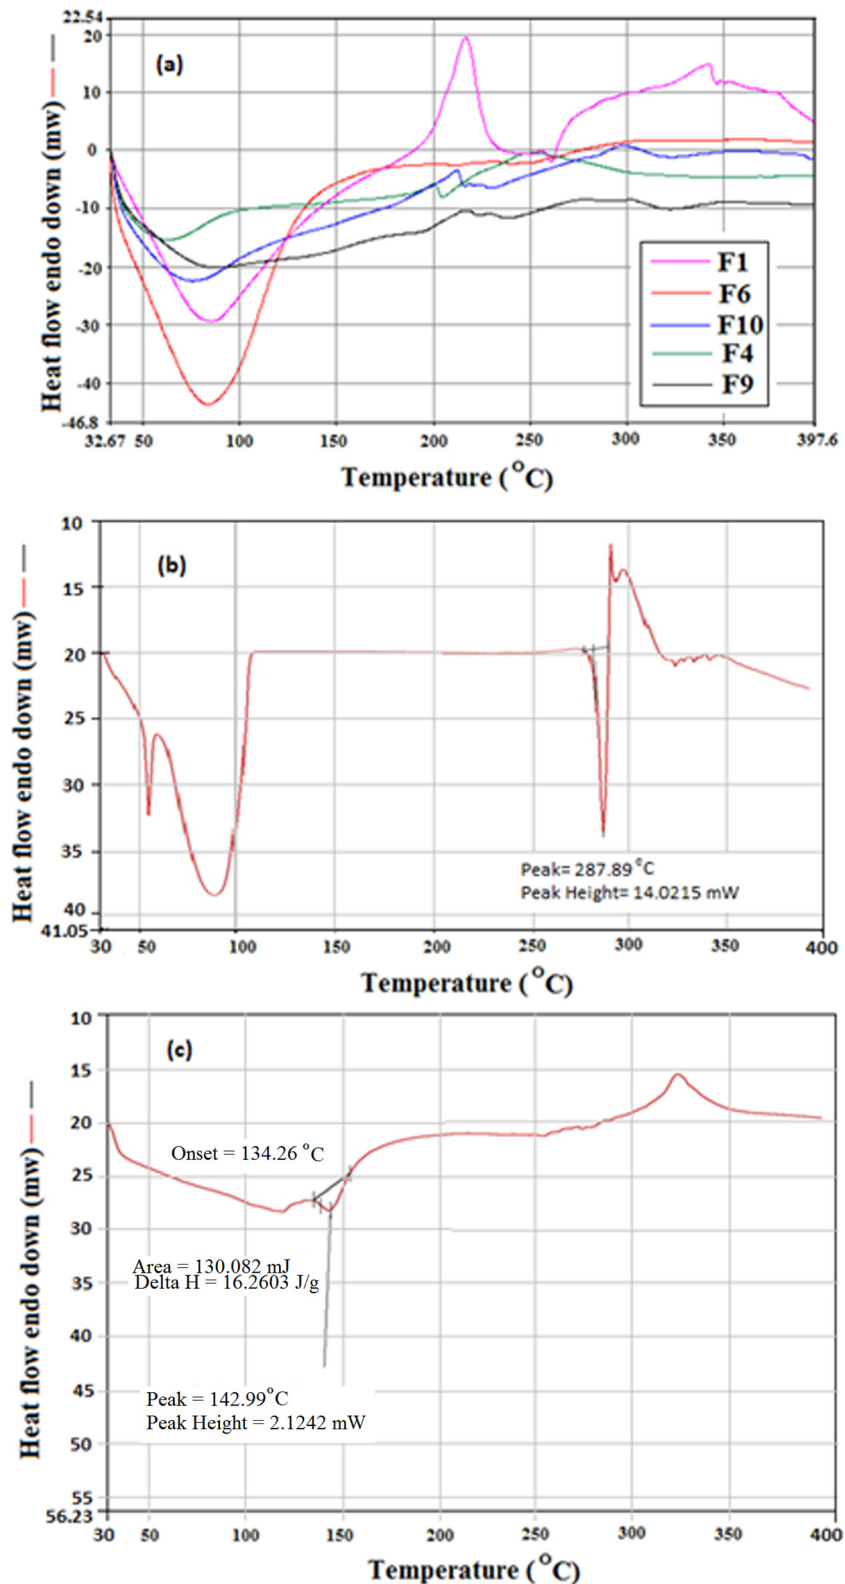 22.54
20
(a)
10
0
-10
-20
-30
-40
-46.8
Heat flow endo down (mw)
F1
F6
F10
F4
F9
32.67 50 100 150 200 250 300 350 397.6
Temperature (°C)
10
(b)
15
20
25
30
35
40
41.05
Heat flow endo down (mw)
Peak= 287.89 °C
Peak Height= 14.0215 mW
30 50 100 150 200 250 300 350 400
Temperature (°C)
10
(c)
15
20
25
30
35
40
45
50
55
56.23
Heat flow endo down (mw)
Onset = 134.26 °C
Area = 130.082 mJ
Delta H = 16.2603 J/g
Peak = 142.99°C
Peak Height = 2.1242 mW
30 50 100 150 200 250 300 350 400
Temperature (°C)